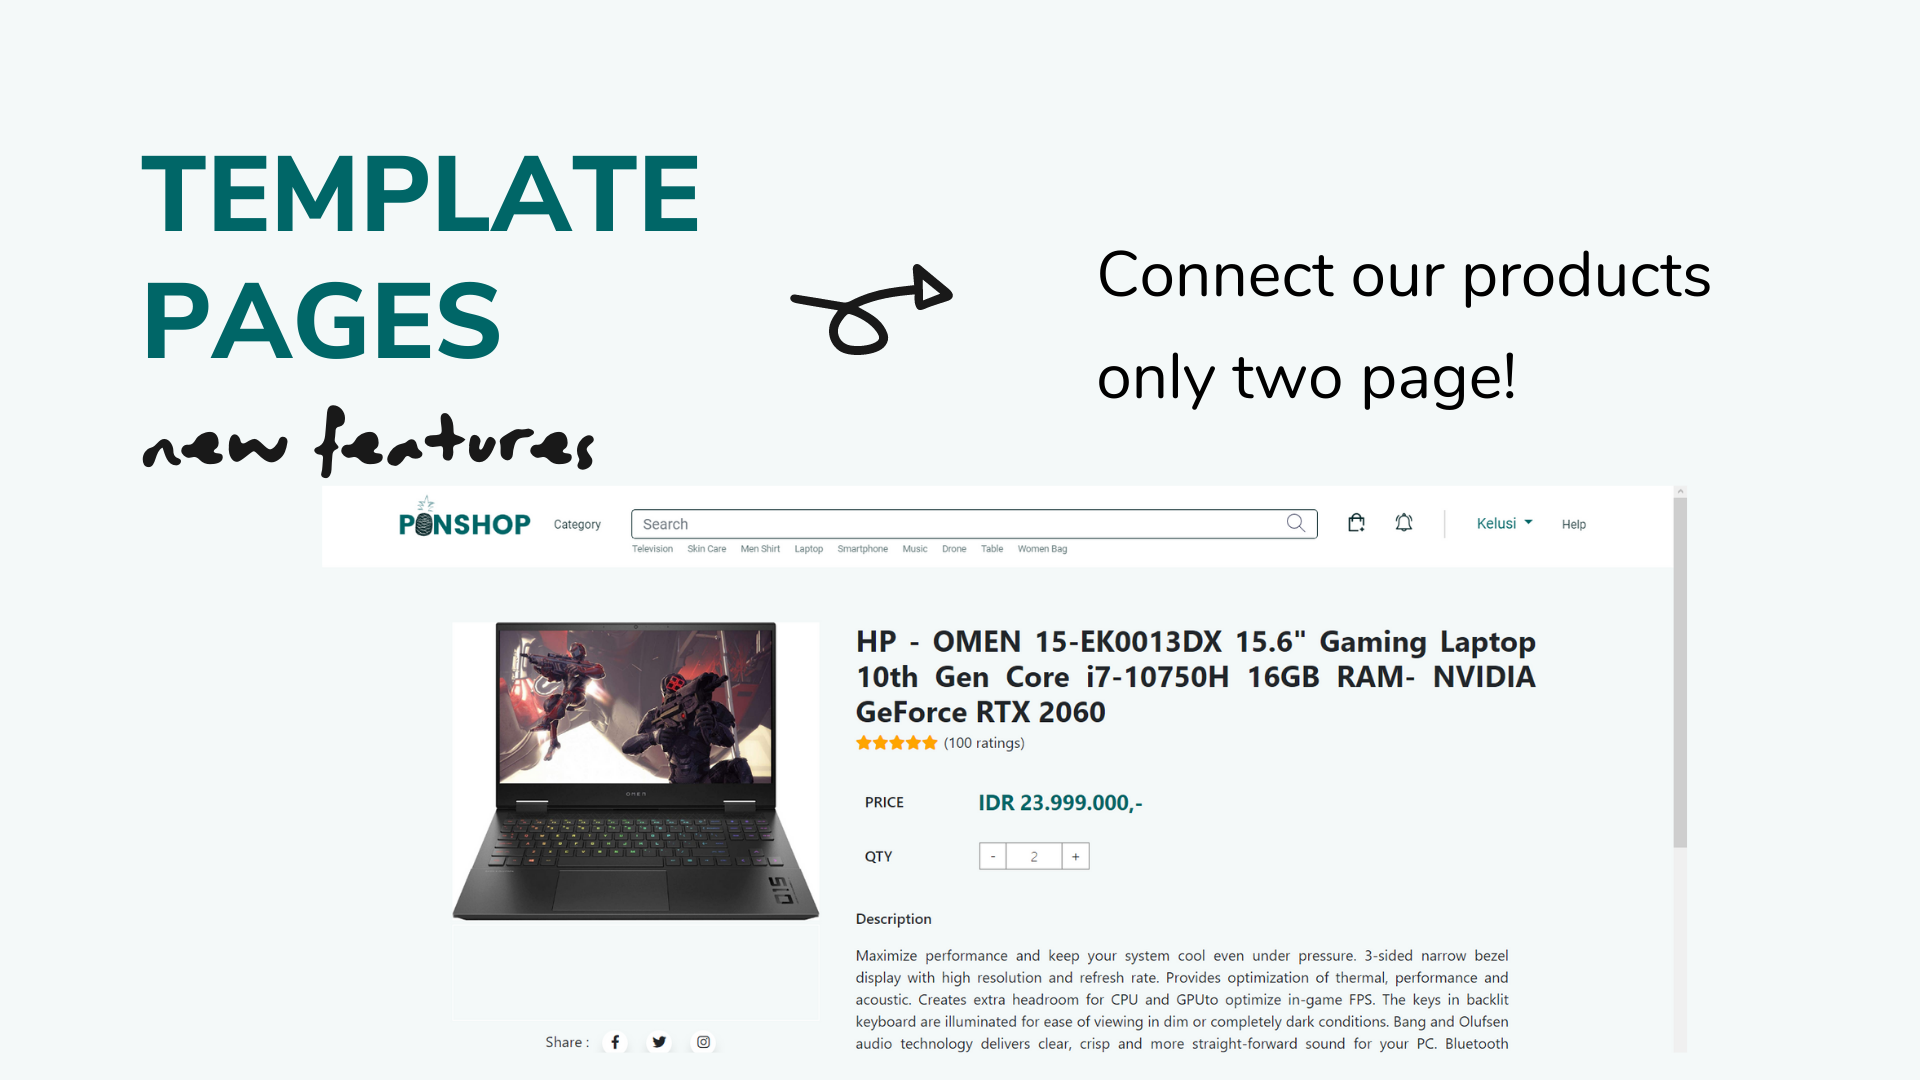 TEMPLATE
PAGES
new features
Connect our products
only two page!
PONSHOP
Category
Search
Kelusi
Help
Television Skin Care Men Shirt Laptop Smartphone Music Drone Table Women Bag
HP - OMEN 15-EK0013DX 15.6" Gaming Laptop
10th Gen Core i7-10750H 16GB RAM- NVIDIA
GeForce RTX 2060
(100 ratings)
PRICE IDR 23.999.000,-
QTY - 2 +
Description
Maximize performance and keep your system cool even under pressure. 3-sided narrow bezel
display with high resolution and refresh rate. Provides optimization of thermal, performance and
acoustic. Creates extra headroom for CPU and GPUto optimize in-game FPS. The keys in backlit
keyboard are illuminated for ease of viewing in dim or completely dark conditions. Bang and Olufsen
audio technology delivers clear, crisp and more straight-forward sound for your PC. Bluetooth
OMEN
15
Share :